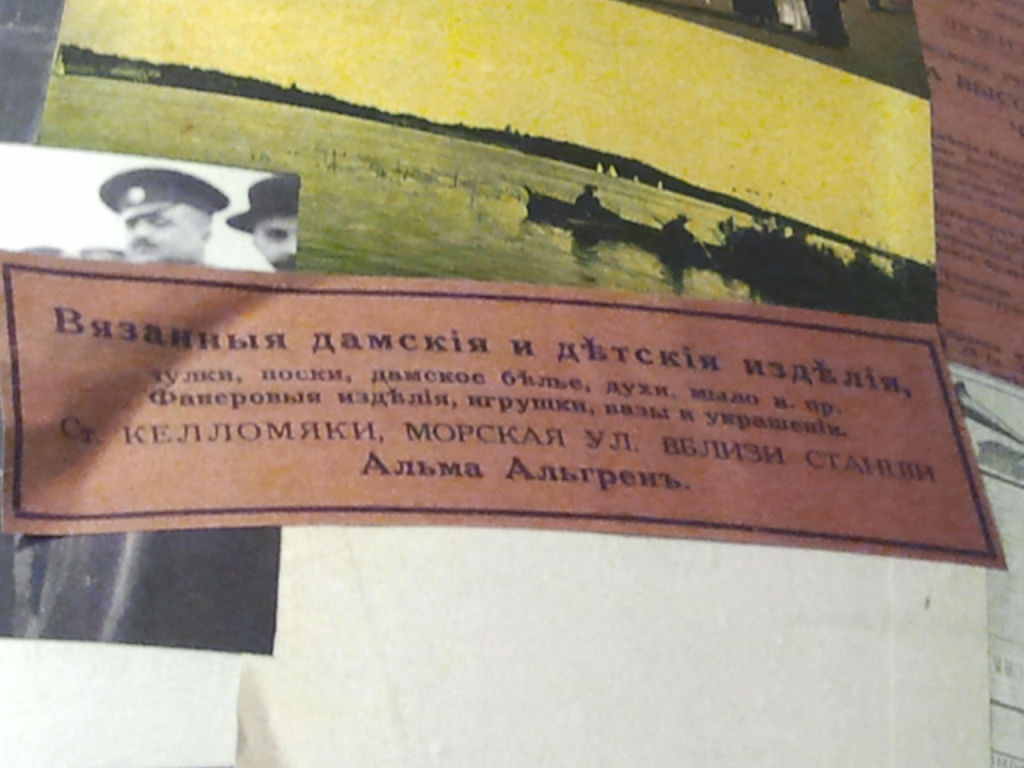 Вязанныя дамскія и дѣтскія издѣлія,
чулки, носки, дамское бѣлье, духи, мыло и. пр.
Фанеровыя издѣлія, игрушки, вазы и украшенія.
Ст. КЕЛЛОМЯКИ, МОРСКАЯ УЛ. ВБЛИЗИ СТАНЦІИ
Альма Альгренъ.